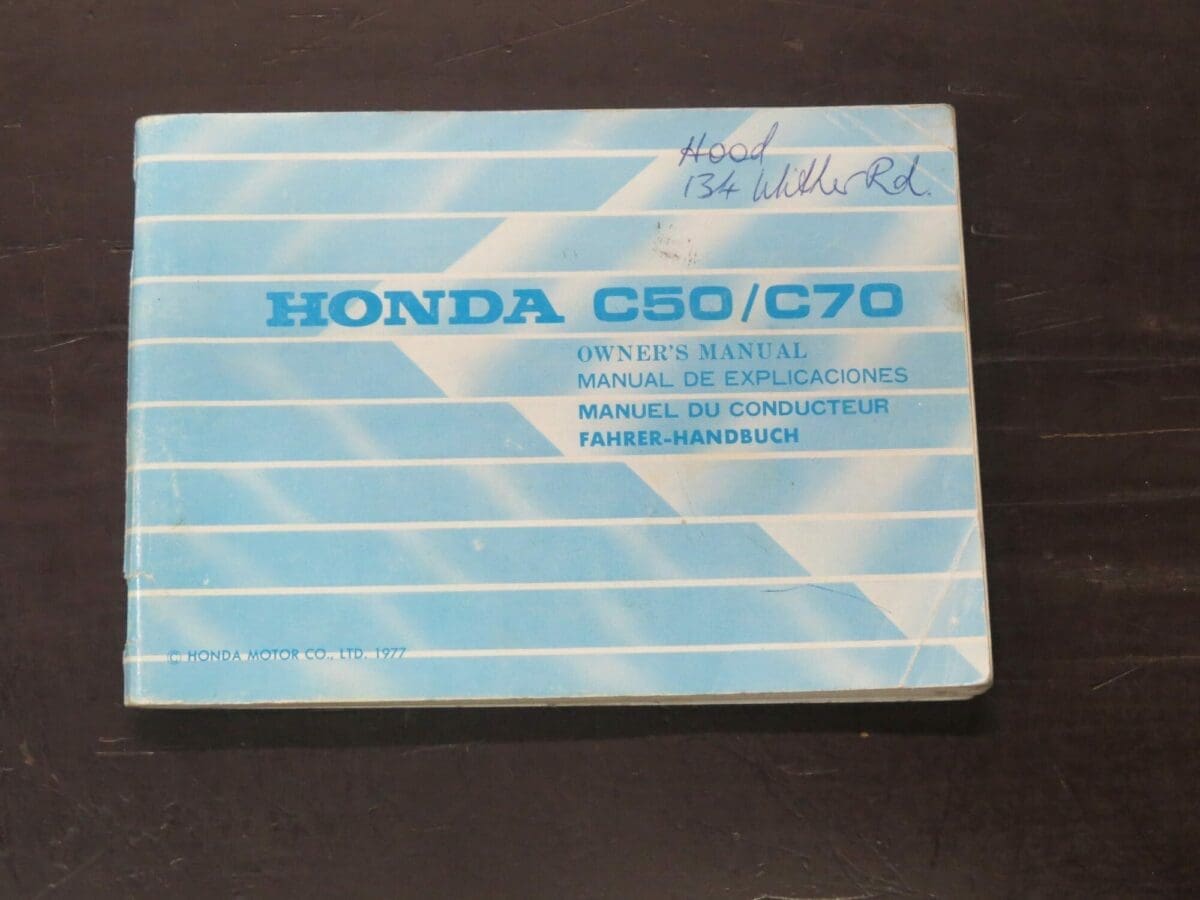 Hood
134 Wither Rd.
HONDA C50/C70
OWNER'S MANUAL
MANUAL DE EXPLICACIONES
MANUEL DU CONDUCTEUR
FAHRER-HANDBUCH
© HONDA MOTOR CO., LTD. 1977